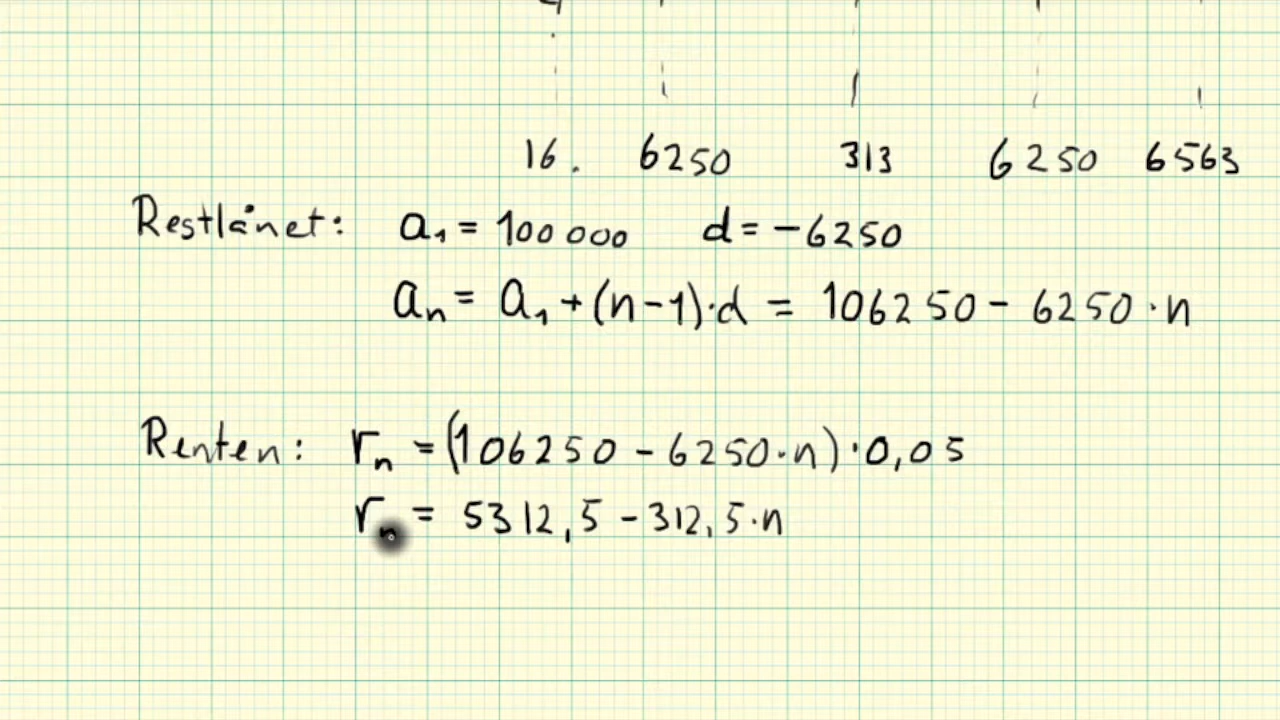 16. 6250 313 6250 6563
Restlånet: a₁ = 100 000 d = -6250
aₙ = a₁ + (n-1)·d = 106250 - 6250·n
Renten: rₙ = (106250 - 6250·n)·0,05
rₙ = 5312,5 - 312,5·n